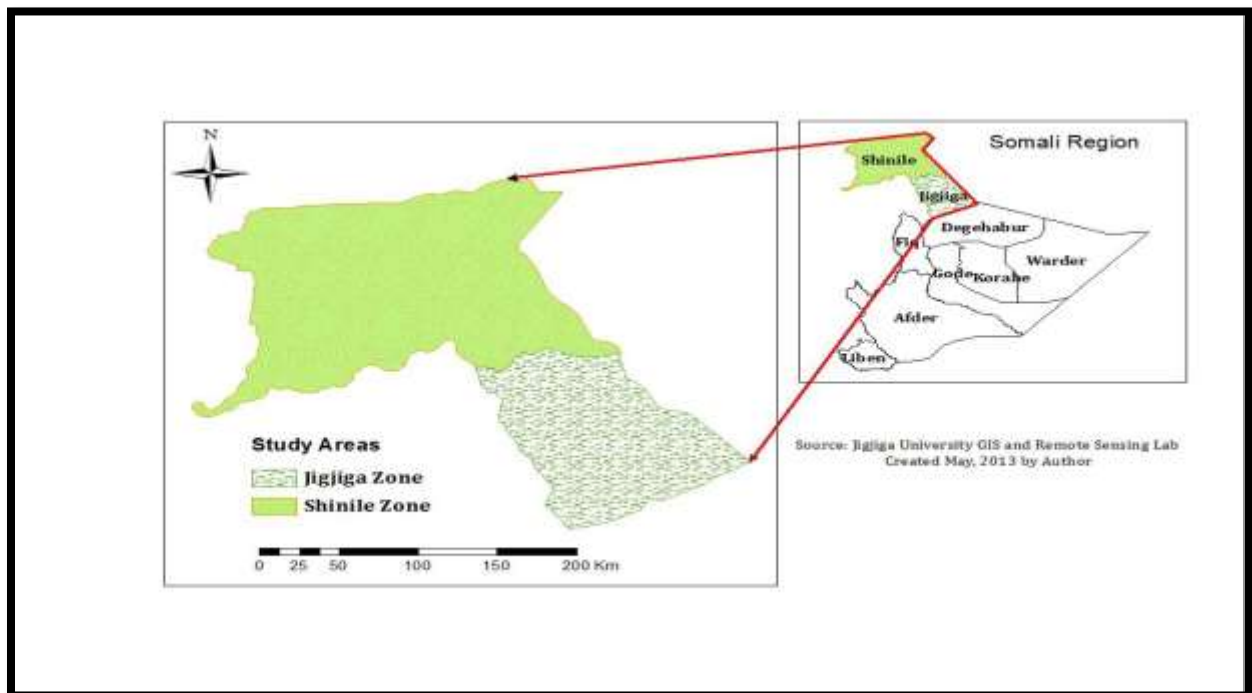 N
Study Areas
Jigjiga Zone
Shinile Zone
0 25 50 100 150 200 Km
Somali Region
Shinile
Jigjiga
Degehabur
Fiq
Warder
Gode
Korahe
Afder
Liben
Source: Jigjiga University GIS and Remote Sensing Lab
Created May, 2013 by Author